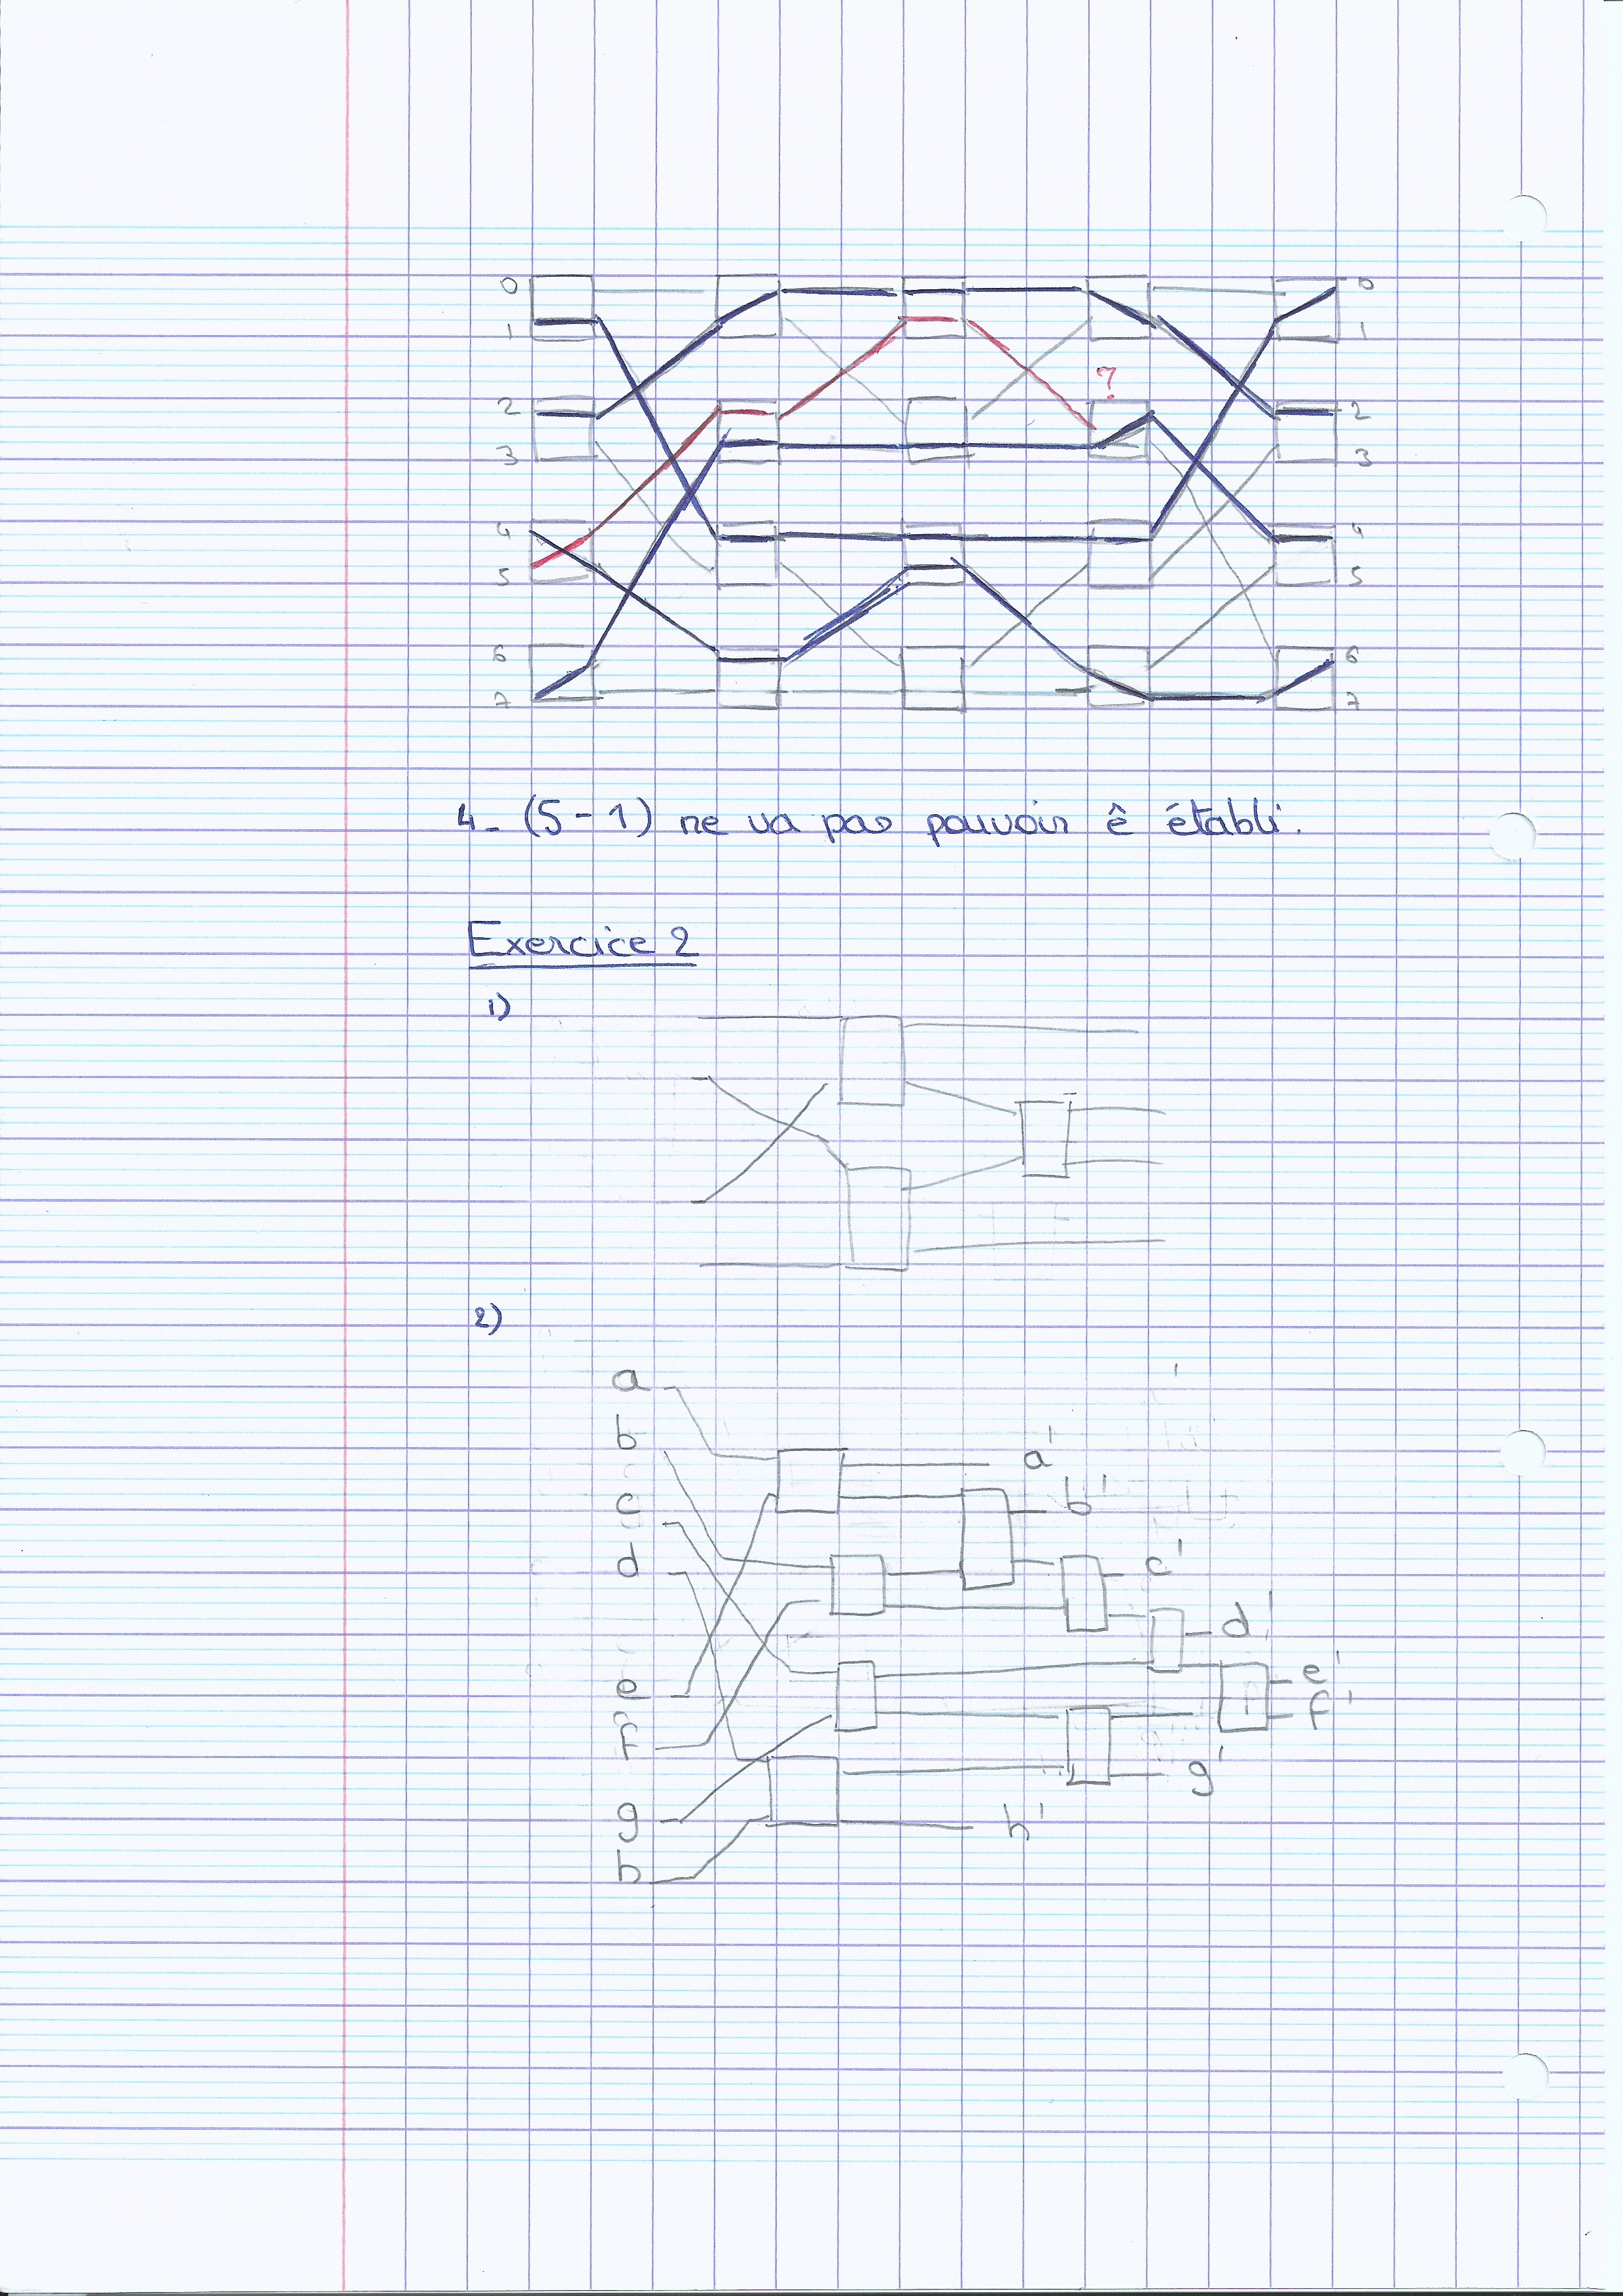 0 0
1 1
?
2 2
3 3
4 4
5 5
6 6
7 7
4- (5-1) ne va pas pouvoir ê établi.
Exercice 2
1)
2)
a
b a'
c b'
d c'
d'
e e'
f f'
g g'
h h'